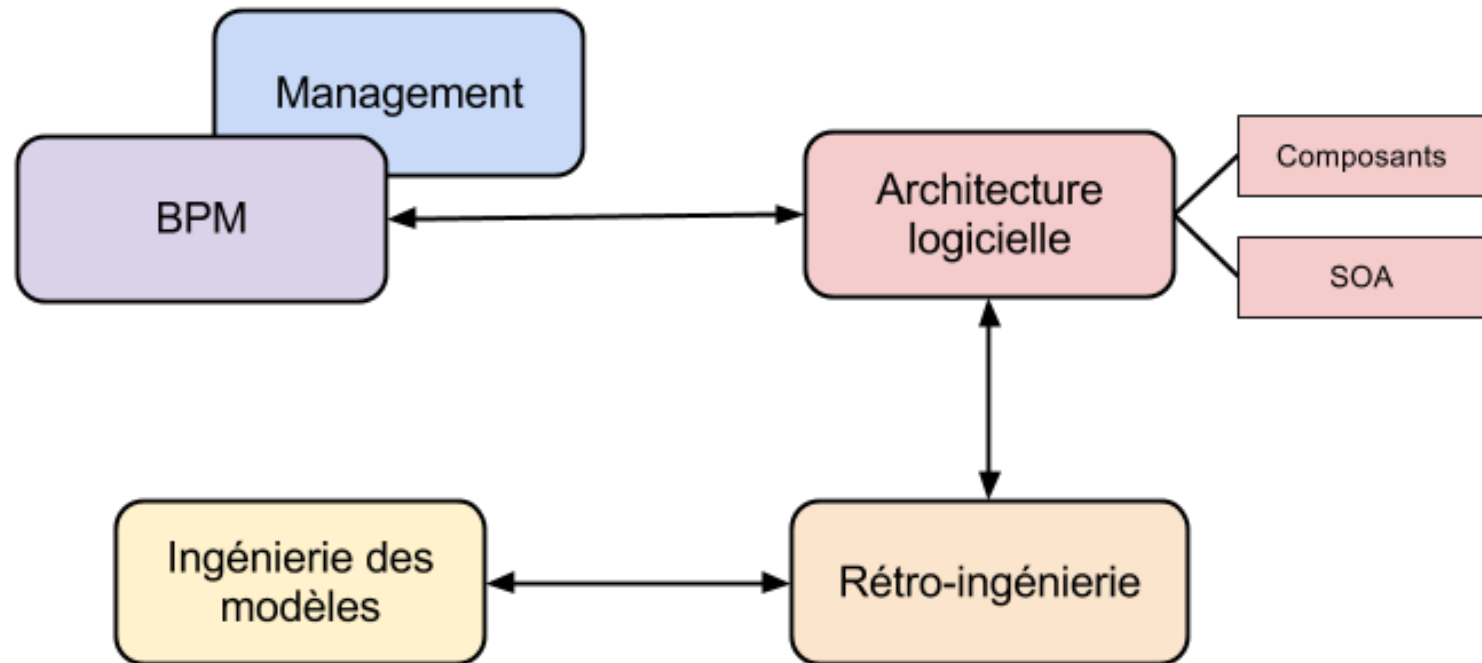 Management
BPM
Architecture
logicielle
Composants
SOA
Ingénierie des
modèles
Rétro-ingénierie